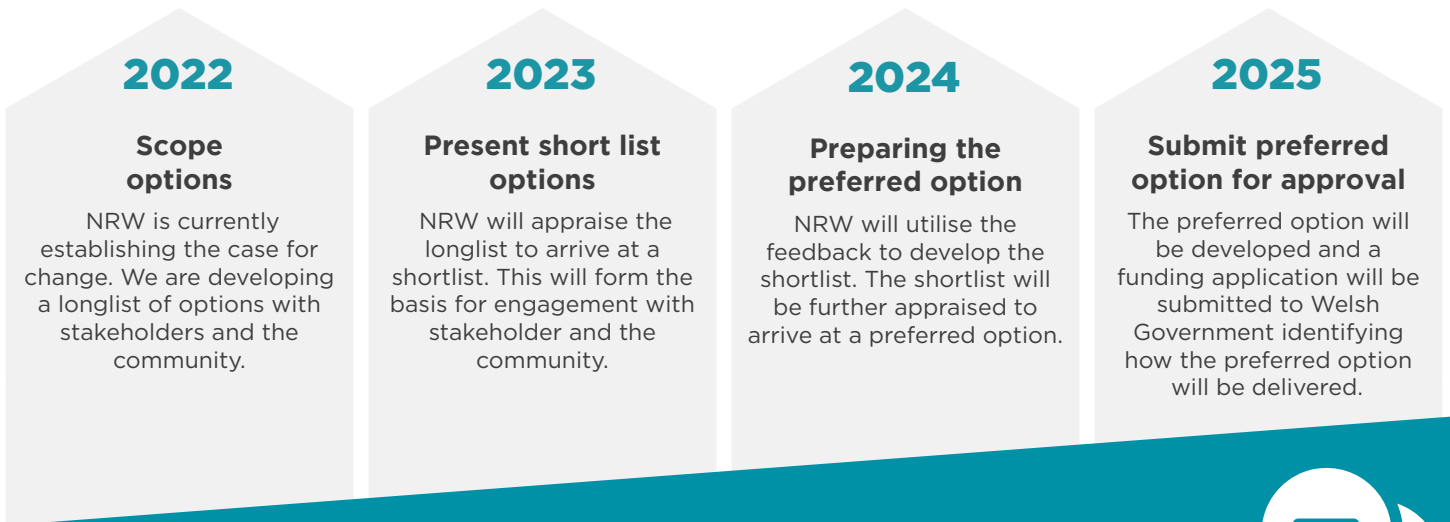 2022
Scope
options
NRW is currently
establishing the case for
change. We are developing
a longlist of options with
stakeholders and the
community.
2023
Present short list
options
NRW will appraise the
longlist to arrive at a
shortlist. This will form the
basis for engagement with
stakeholder and the
community.
2024
Preparing the
preferred option
NRW will utilise the
feedback to develop the
shortlist. The shortlist will
be further appraised to
arrive at a preferred option.
2025
Submit preferred
option for approval
The preferred option will
be developed and a
funding application will be
submitted to Welsh
Government identifying
how the preferred option
will be delivered.